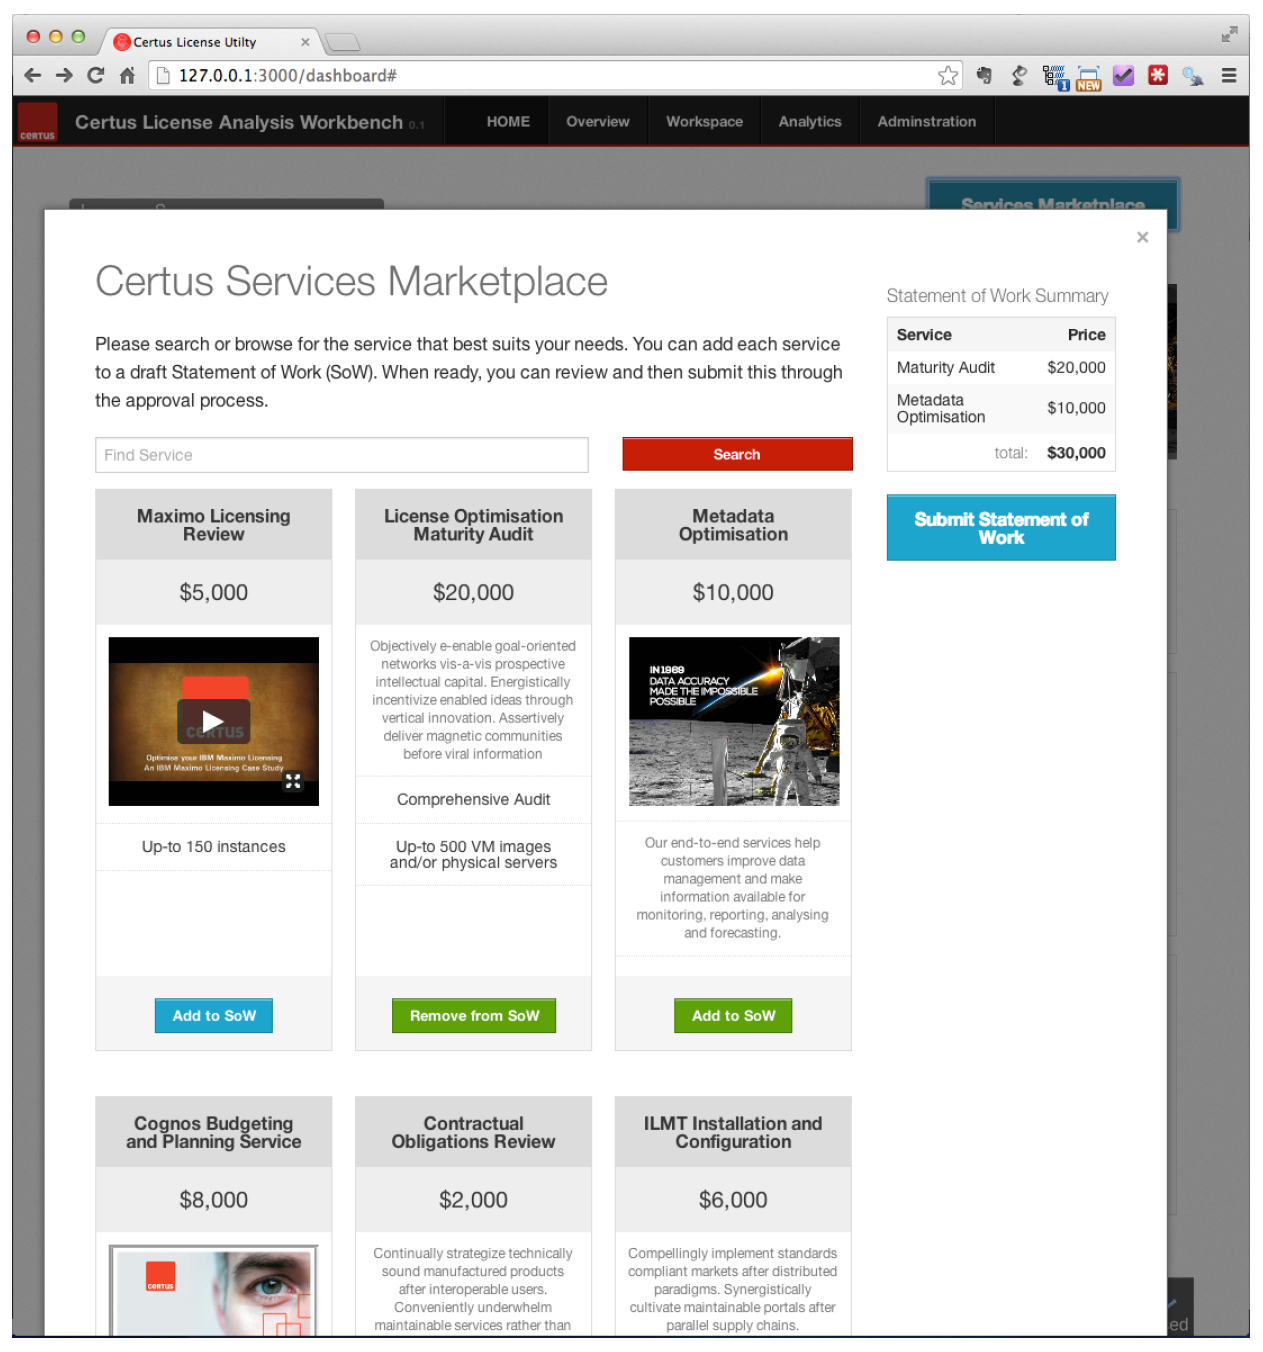 Certus License Utilty
127.0.0.1:3000/dashboard#
NEW
1
certus
Certus License Analysis Workbench 0.1
HOME
Overview
Workspace
Analytics
Adminstration
Services Marketplace
×
Certus Services Marketplace
Please search or browse for the service that best suits your needs. You can add each service
to a draft Statement of Work (SoW). When ready, you can review and then submit this through
the approval process.
Find Service
Search
Statement of Work Summary
Service Price
Maturity Audit $20,000
Metadata
Optimisation $10,000
total: $30,000
Submit Statement of
Work
Maximo Licensing
Review
$5,000
certus
Optimise your IBM Maximo Licensing
An IBM Maximo Licensing Case Study
Up-to 150 instances
Add to SoW
License Optimisation
Maturity Audit
$20,000
Objectively e-enable goal-oriented
networks vis-a-vis prospective
intellectual capital. Energistically
incentivize enabled ideas through
vertical innovation. Assertively
deliver magnetic communities
before viral information
Comprehensive Audit
Up-to 500 VM images
and/or physical servers
Remove from SoW
Metadata
Optimisation
$10,000
IN 1969
DATA ACCURACY
MADE THE IMPOSSIBLE
POSSIBLE
Our end-to-end services help
customers improve data
management and make
information available for
monitoring, reporting, analysing
and forecasting.
Add to SoW
Cognos Budgeting
and Planning Service
$8,000
certus
Contractual
Obligations Review
$2,000
Continually strategize technically
sound manufactured products
after interoperable users.
Conveniently underwhelm
maintainable services rather than
ILMT Installation and
Configuration
$6,000
Compellingly implement standards
compliant markets after distributed
paradigms. Synergistically
cultivate maintainable portals after
parallel supply chains.
ed